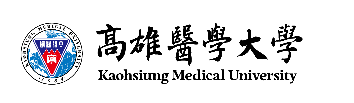 高雄醫學大學
Kaohsiung Medical University